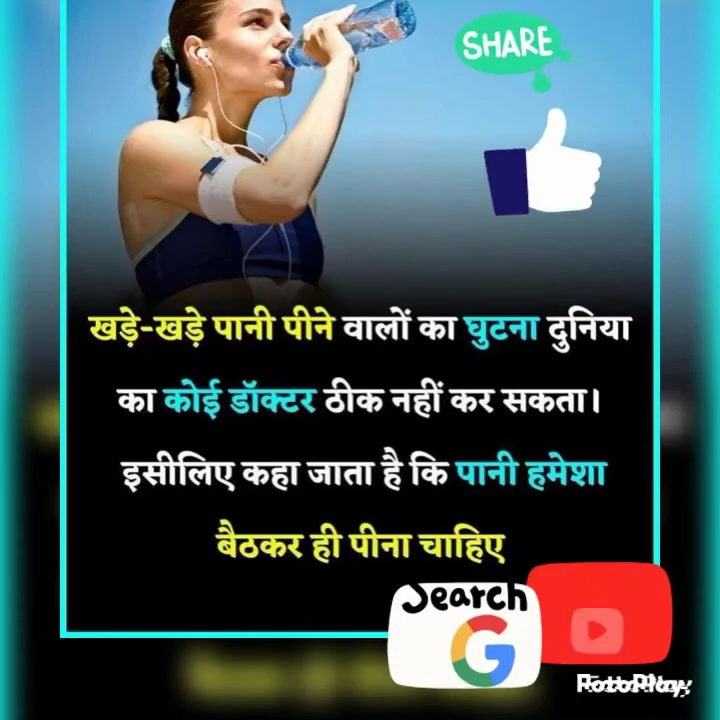 SHARE
खड़े-खड़े पानी पीने वालों का घुटना दुनिया
का कोई डॉक्टर ठीक नहीं कर सकता।
इसीलिए कहा जाता है कि पानी हमेशा
बैठकर ही पीना चाहिए
Search
G